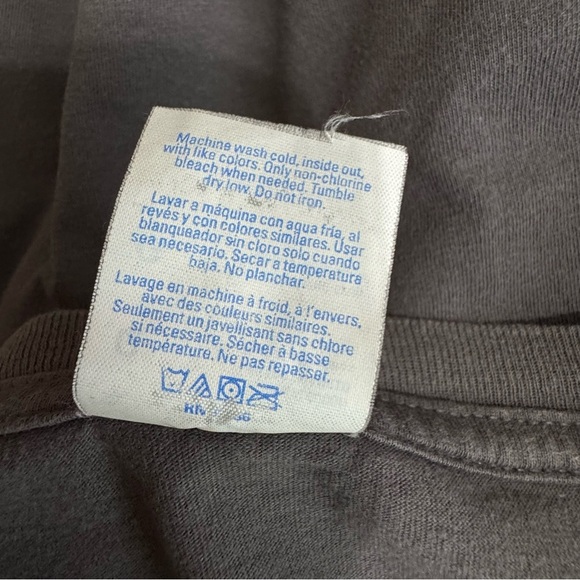 Machine wash cold, inside out,
with like colors. Only non-chlorine
bleach when needed. Tumble
dry low. Do not iron.
Lavar a máquina con agua fría, al
revés y con colores similares. Usar
blanqueador sin cloro solo cuando
sea necesario. Secar a temperatura
baja. No planchar.
Lavage en machine à froid, à l'envers,
avec des couleurs similaires.
Seulement un javellisant sans chlore
si nécessaire. Sécher à basse
température. Ne pas repasser.
RN